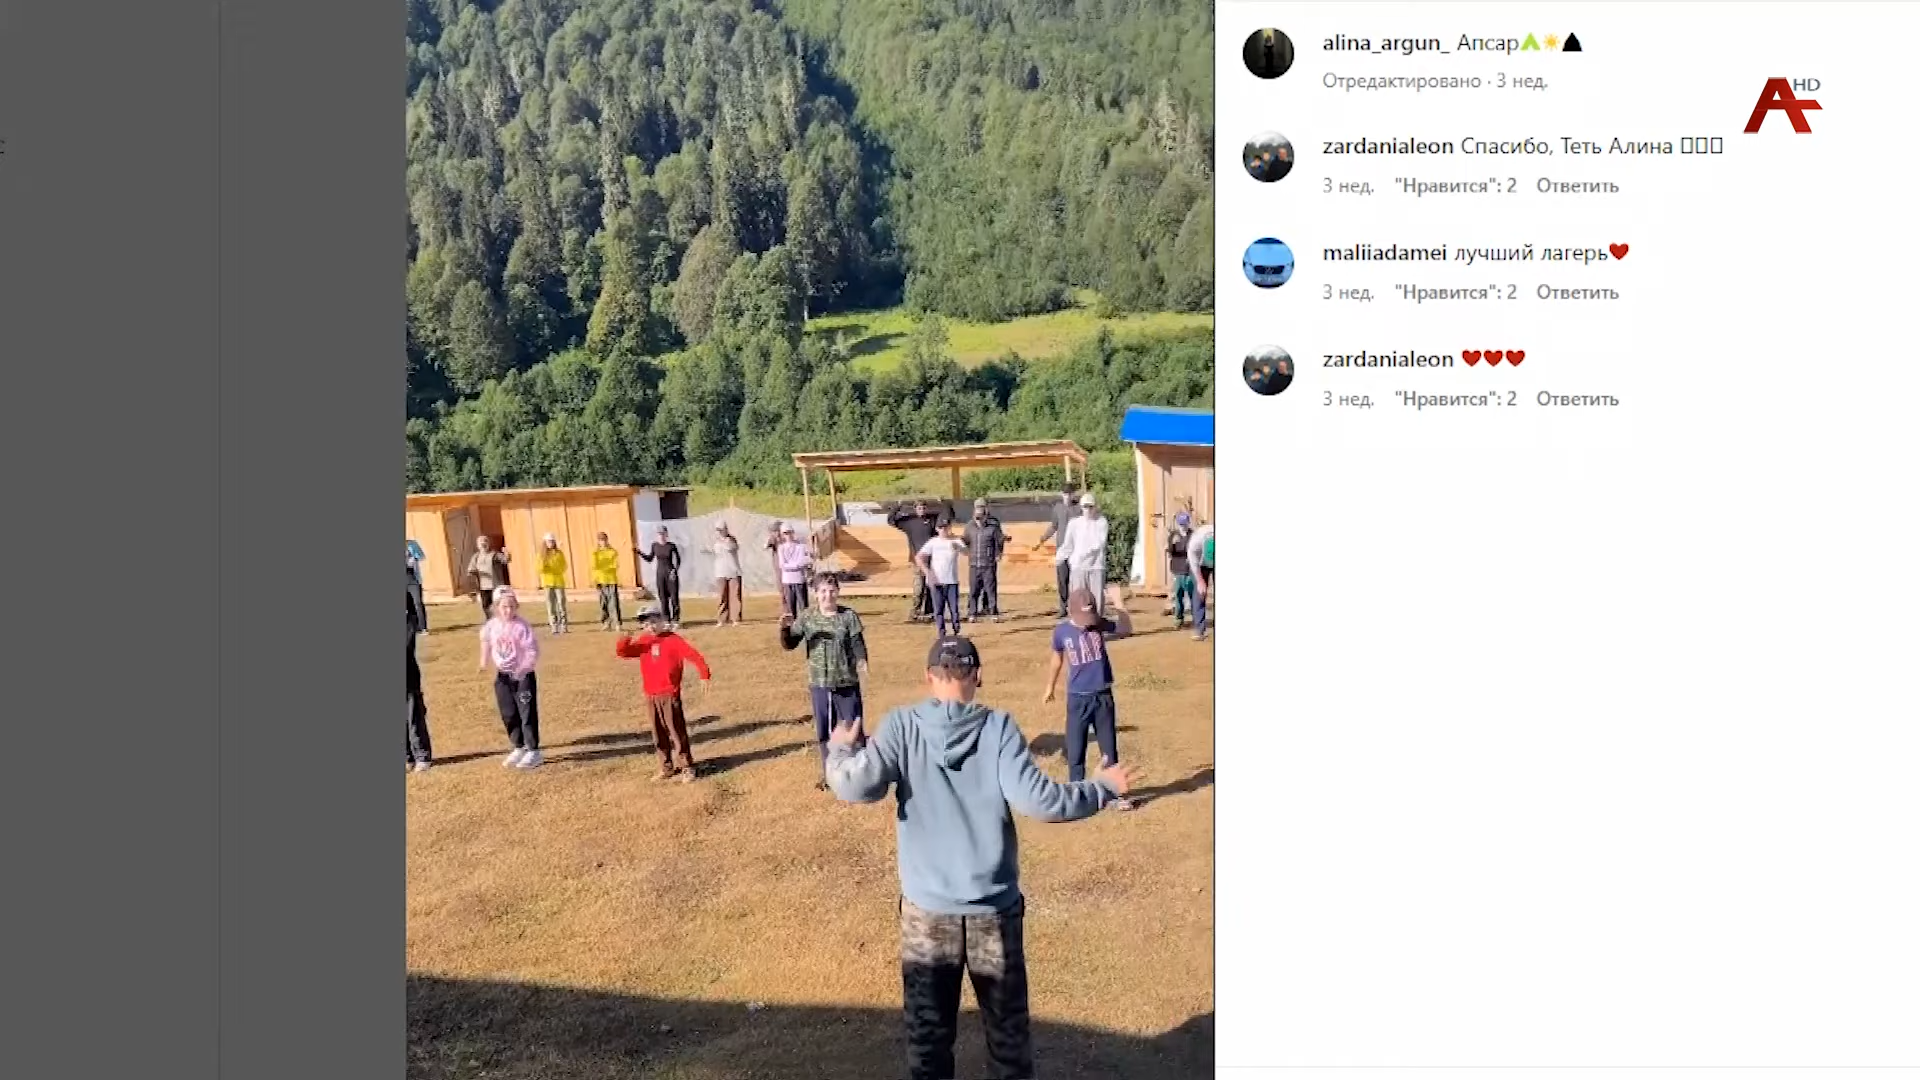 alina_argun_ Апсар
Отредактировано · 3 нед.
HD
zardanialeon Спасибо, Теть Алина
3 нед. "Нравится": 2 Ответить
maliiadamei лучший лагерь❤
3 нед. "Нравится": 2 Ответить
zardanialeon ❤❤❤
3 нед. "Нравится": 2 Ответить
GAP